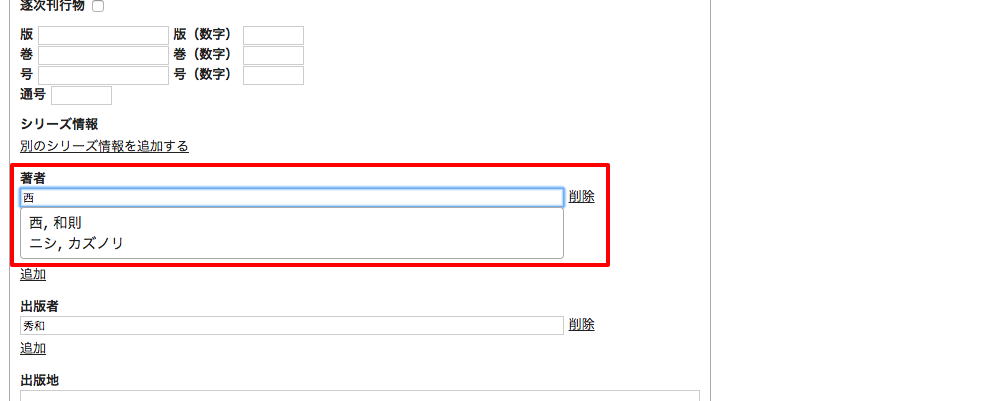 逐次刊行物
版 版（数字）
巻 巻（数字）
号 号（数字）
通号
シリーズ情報
別のシリーズ情報を追加する
著者
西 削除
西, 和則
ニシ, カズノリ
追加
出版者
秀和 削除
追加
出版地